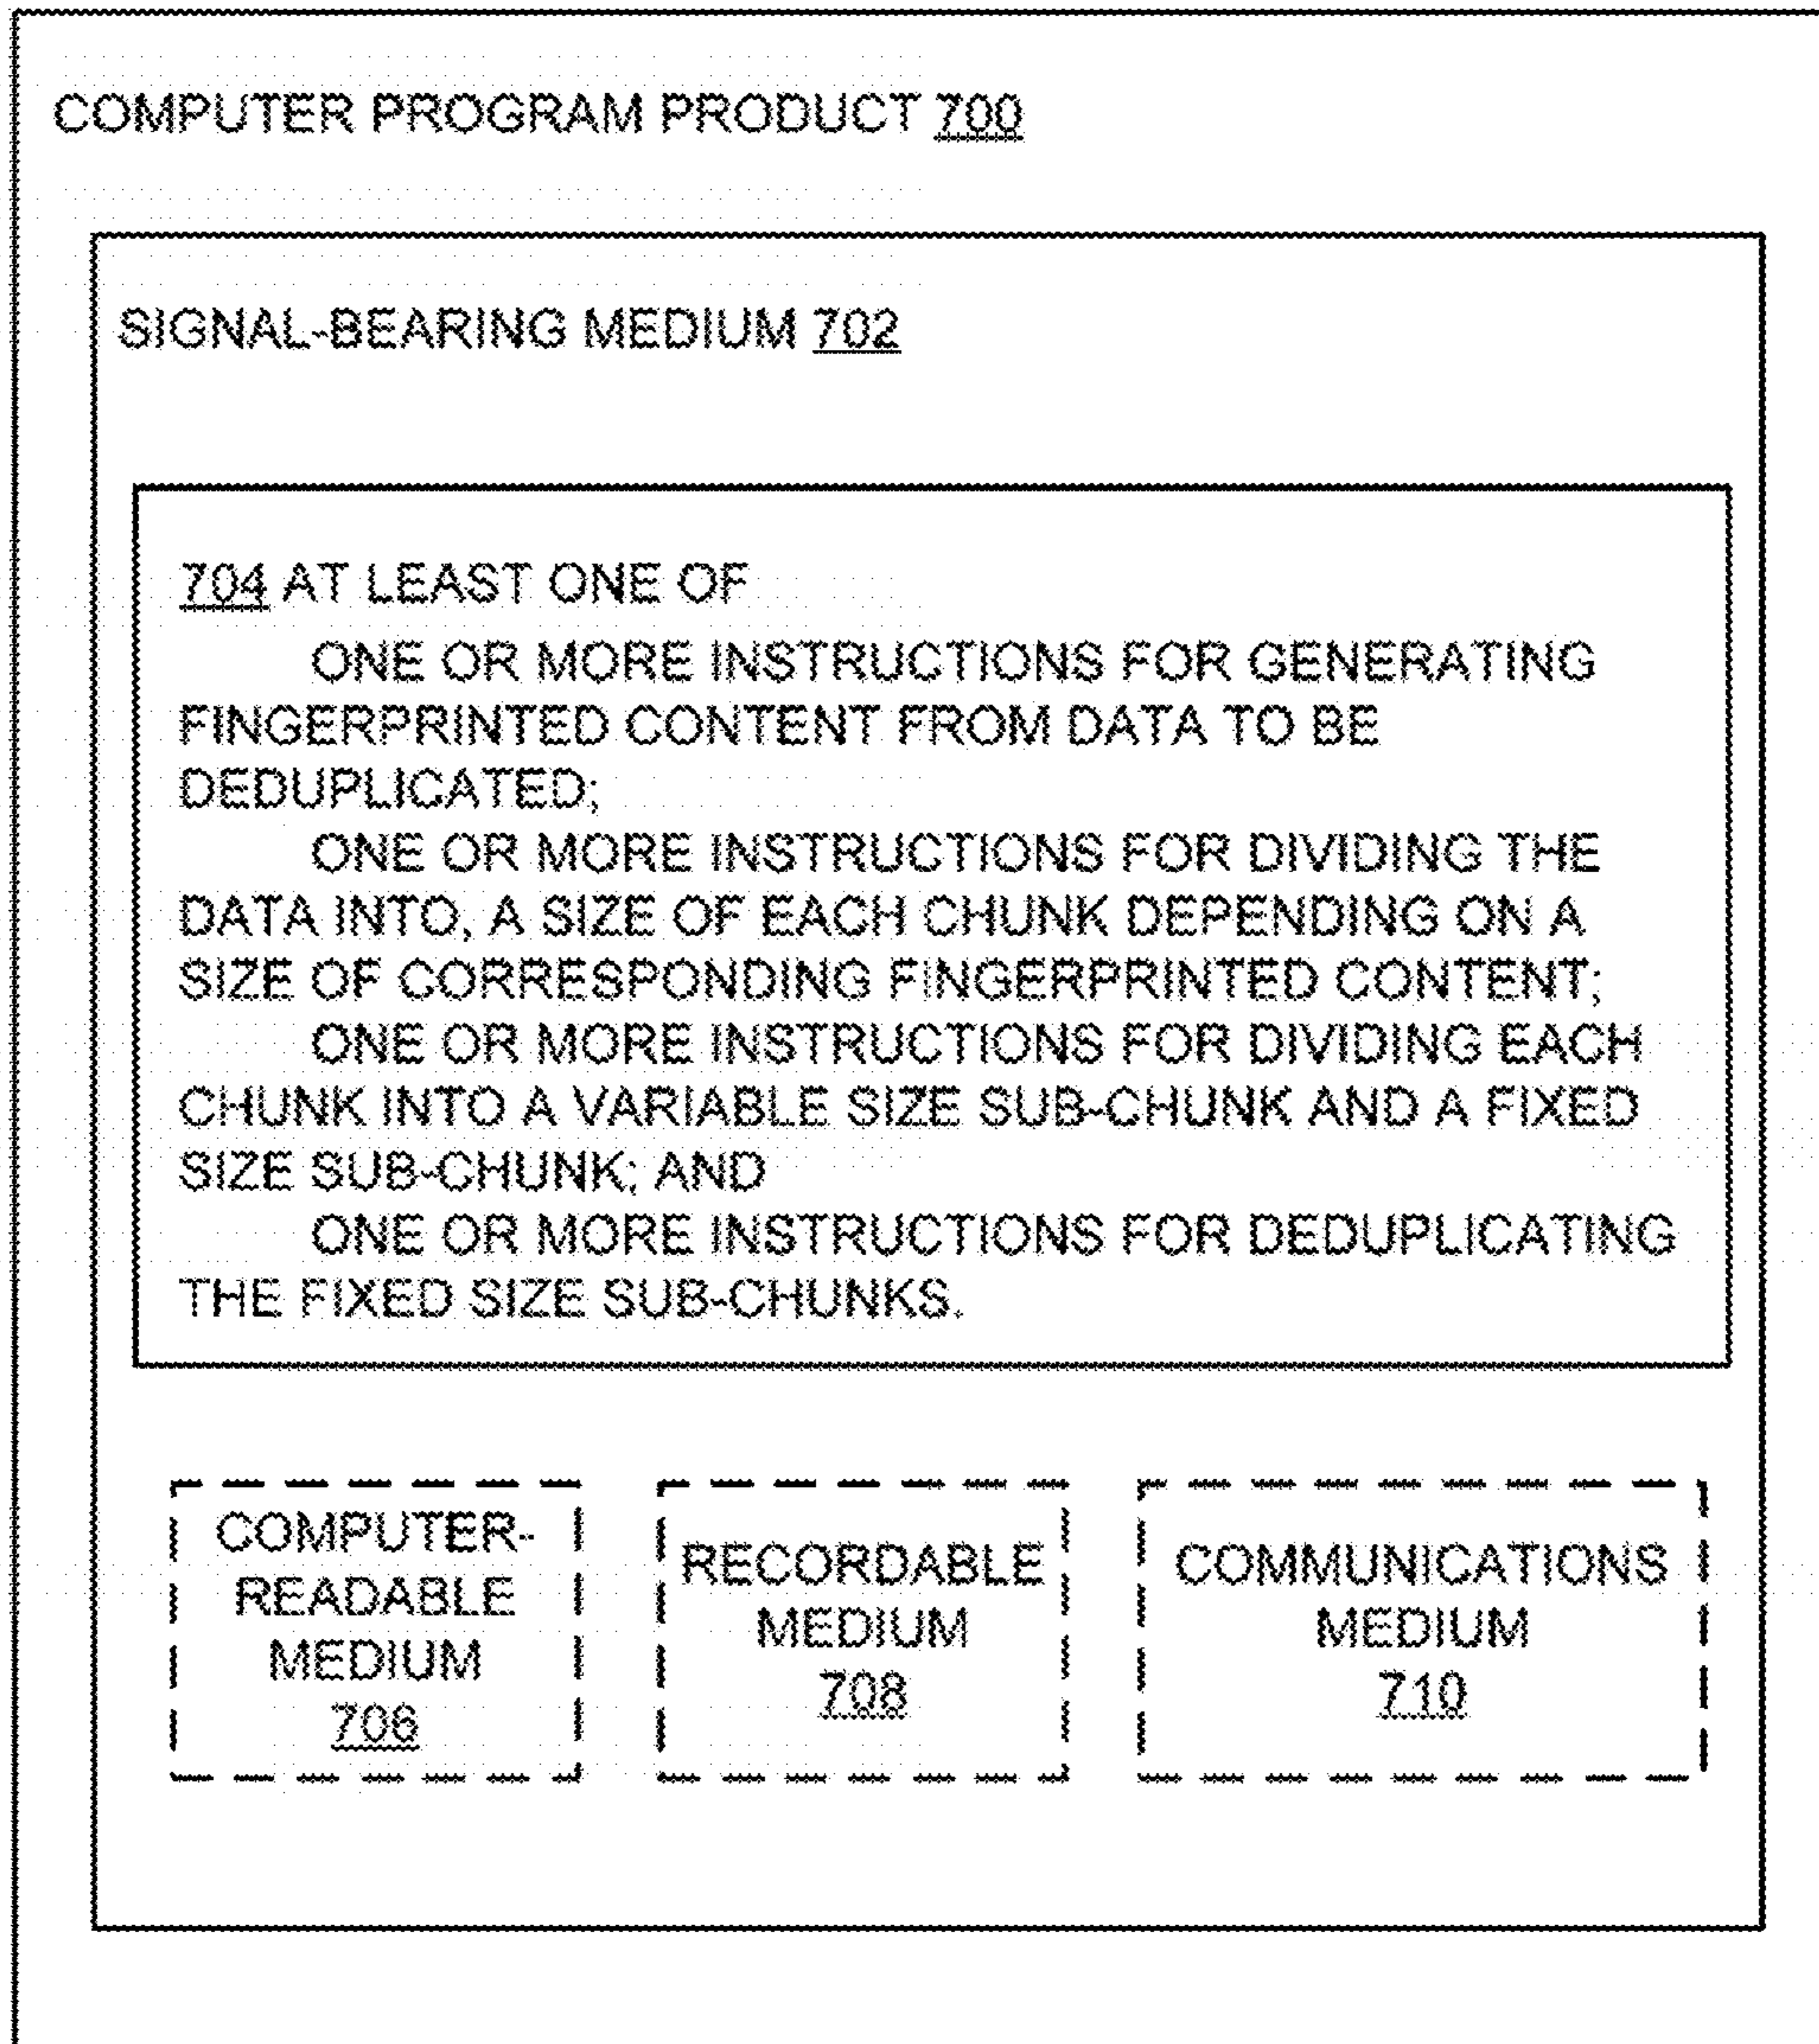 COMPUTER PROGRAM PRODUCT 700
SIGNAL-BEARING MEDIUM 702
704 AT LEAST ONE OF
ONE OR MORE INSTRUCTIONS FOR GENERATING
FINGERPRINTED CONTENT FROM DATA TO BE
DEDUPLICATED;
ONE OR MORE INSTRUCTIONS FOR DIVIDING THE
DATA INTO, A SIZE OF EACH CHUNK DEPENDING ON A
SIZE OF CORRESPONDING FINGERPRINTED CONTENT;
ONE OR MORE INSTRUCTIONS FOR DIVIDING EACH
CHUNK INTO A VARIABLE SIZE SUB-CHUNK AND A FIXED
SIZE SUB-CHUNK; AND
ONE OR MORE INSTRUCTIONS FOR DEDUPLICATING
THE FIXED SIZE SUB-CHUNKS.
COMPUTER-
READABLE
MEDIUM
706
RECORDABLE
MEDIUM
708
COMMUNICATIONS
MEDIUM
710